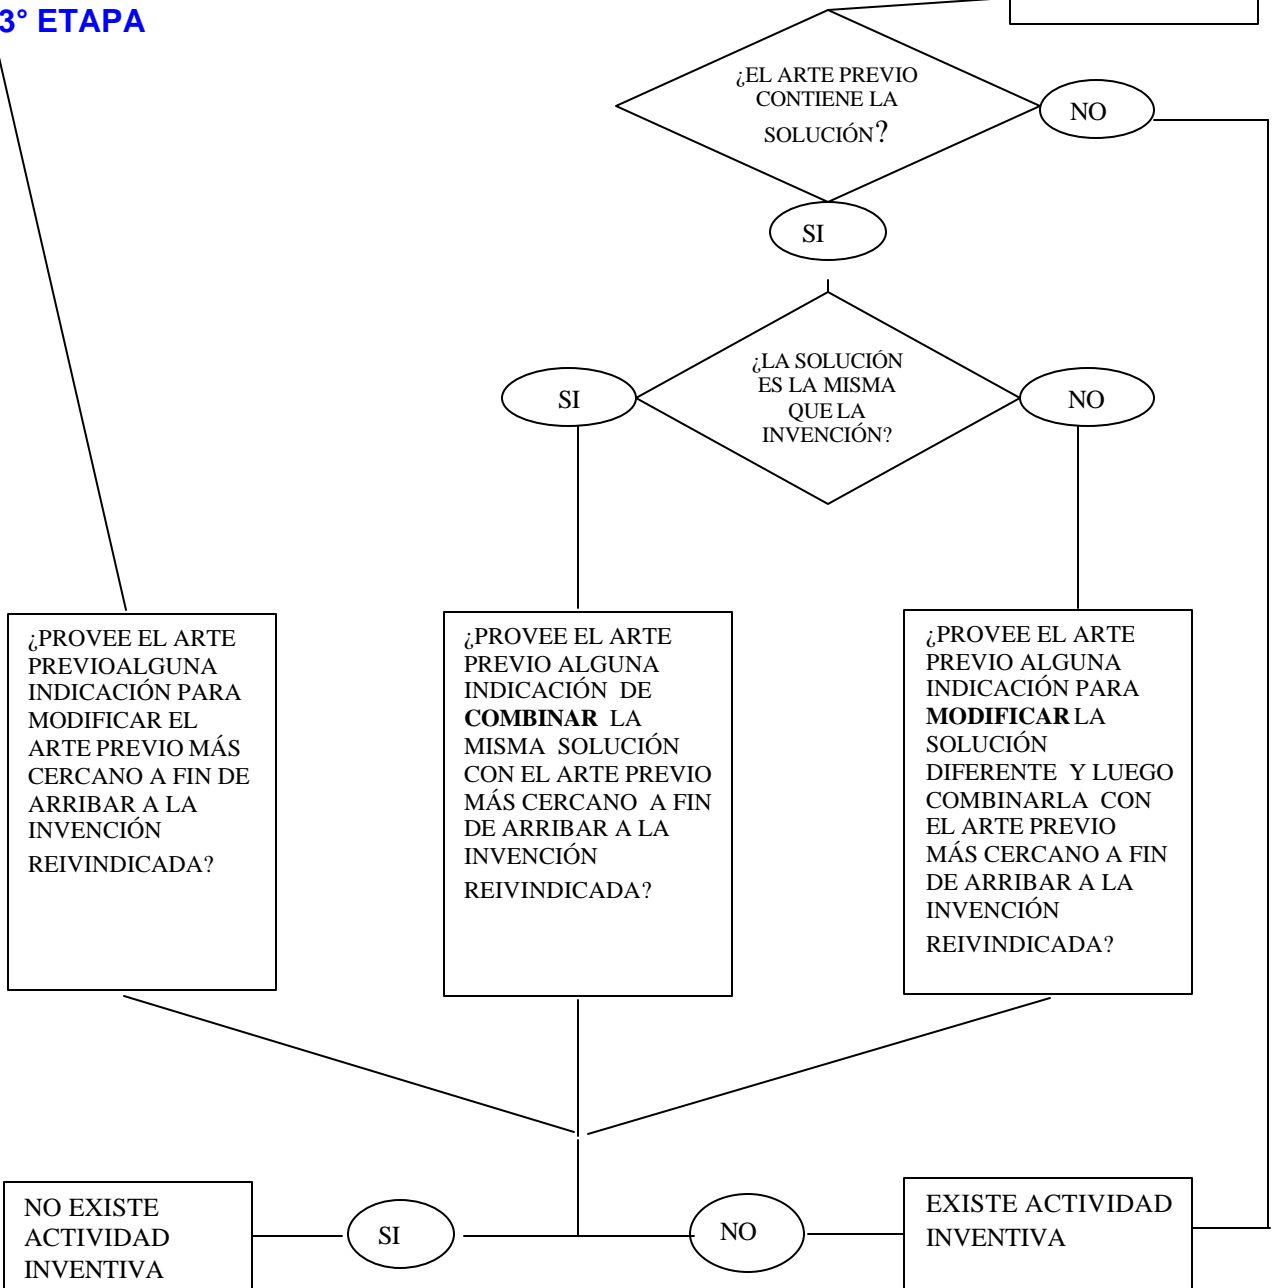 3° ETAPA
¿EL ARTE PREVIO
CONTIENE LA
SOLUCIÓN?
NO
SI
¿LA SOLUCIÓN
ES LA MISMA
QUE LA
INVENCIÓN?
SI
NO
¿PROVEE EL ARTE
PREVIOALGUNA
INDICACIÓN PARA
MODIFICAR EL
ARTE PREVIO MÁS
CERCANO A FIN DE
ARRIBAR A LA
INVENCIÓN
REIVINDICADA?
¿PROVEE EL ARTE
PREVIO ALGUNA
INDICACIÓN DE
COMBINAR LA
MISMA SOLUCIÓN
CON EL ARTE PREVIO
MÁS CERCANO A FIN
DE ARRIBAR A LA
INVENCIÓN
REIVINDICADA?
¿PROVEE EL ARTE
PREVIO ALGUNA
INDICACIÓN PARA
MODIFICAR LA
SOLUCIÓN
DIFERENTE Y LUEGO
COMBINARLA CON
EL ARTE PREVIO
MÁS CERCANO A FIN
DE ARRIBAR A LA
INVENCIÓN
REIVINDICADA?
NO EXISTE
ACTIVIDAD
INVENTIVA
SI
NO
EXISTE ACTIVIDAD
INVENTIVA